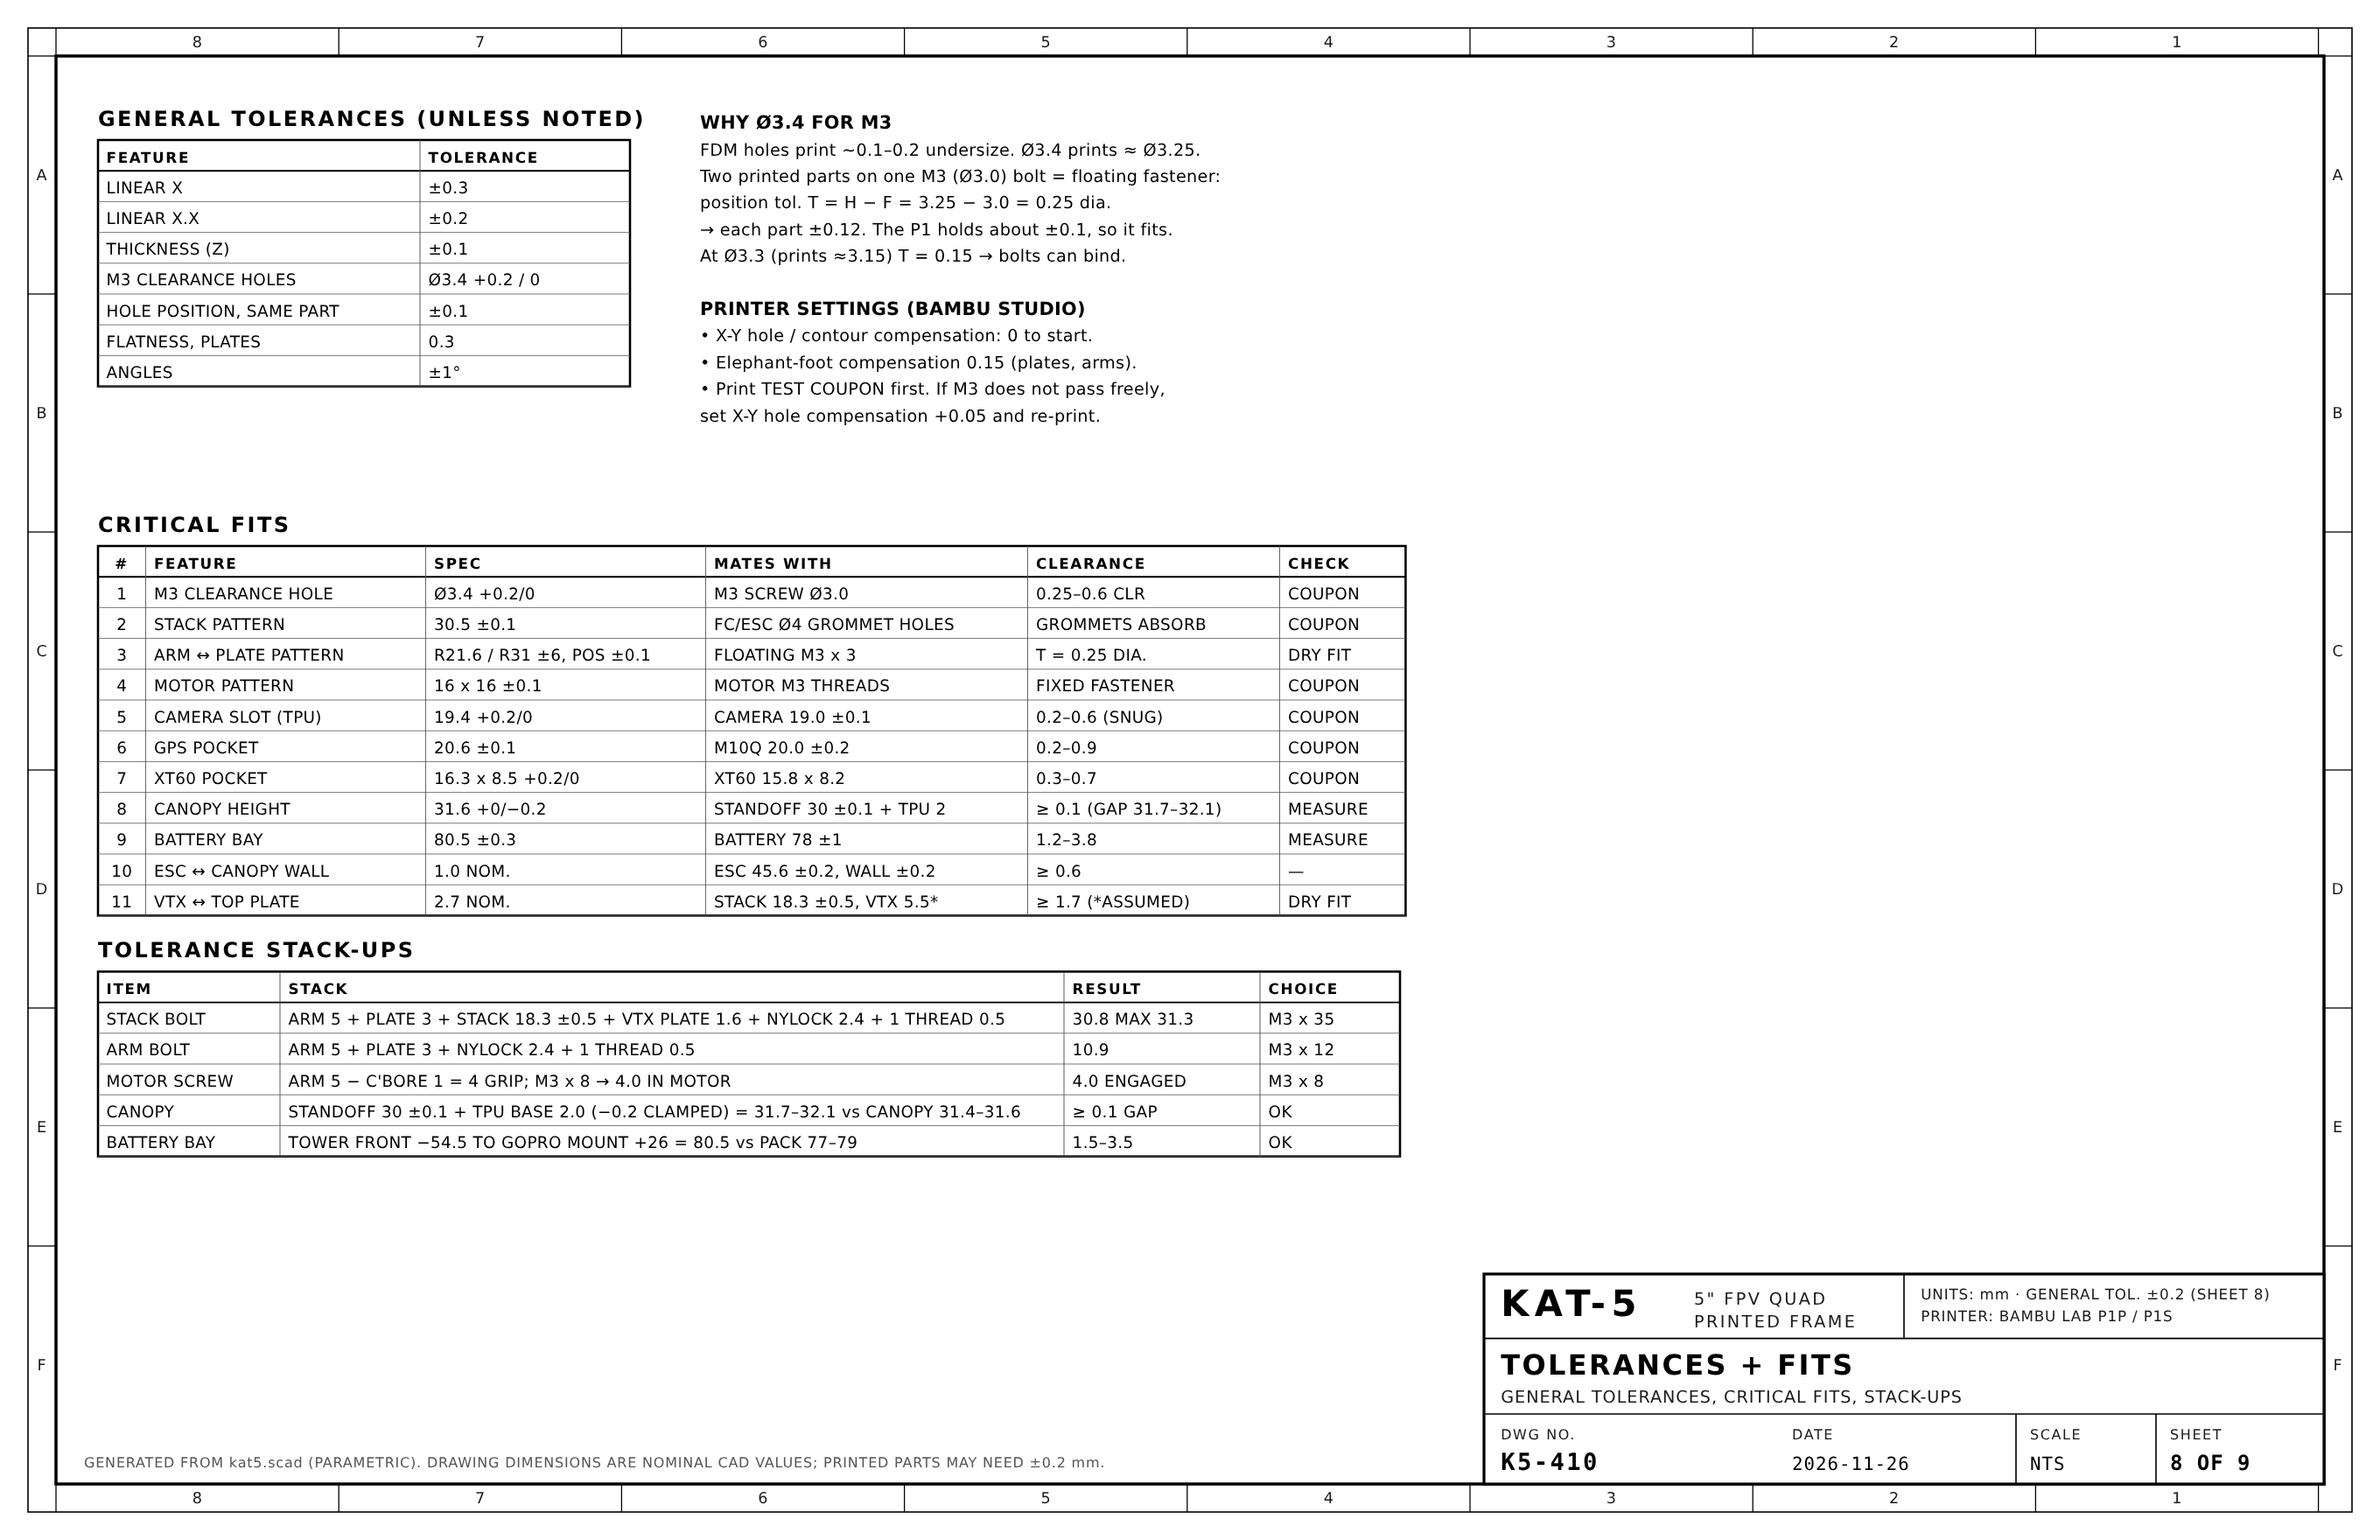 8 7 6 5 4 3 2 1
A A
B B
C C
D D
E E
F F
GENERAL TOLERANCES (UNLESS NOTED)
FEATURE TOLERANCE
LINEAR X ±0.3
LINEAR X.X ±0.2
THICKNESS (Z) ±0.1
M3 CLEARANCE HOLES Ø3.4 +0.2 / 0
HOLE POSITION, SAME PART ±0.1
FLATNESS, PLATES 0.3
ANGLES ±1°
WHY Ø3.4 FOR M3
FDM holes print ~0.1–0.2 undersize. Ø3.4 prints ≈ Ø3.25.
Two printed parts on one M3 (Ø3.0) bolt = floating fastener:
position tol. T = H − F = 3.25 − 3.0 = 0.25 dia.
→ each part ±0.12. The P1 holds about ±0.1, so it fits.
At Ø3.3 (prints ≈3.15) T = 0.15 → bolts can bind.
PRINTER SETTINGS (BAMBU STUDIO)
• X-Y hole / contour compensation: 0 to start.
• Elephant-foot compensation 0.15 (plates, arms).
• Print TEST COUPON first. If M3 does not pass freely,
set X-Y hole compensation +0.05 and re-print.
CRITICAL FITS
# FEATURE SPEC MATES WITH CLEARANCE CHECK
1 M3 CLEARANCE HOLE Ø3.4 +0.2/0 M3 SCREW Ø3.0 0.25–0.6 CLR COUPON
2 STACK PATTERN 30.5 ±0.1 FC/ESC Ø4 GROMMET HOLES GROMMETS ABSORB COUPON
3 ARM ↔ PLATE PATTERN R21.6 / R31 ±6, POS ±0.1 FLOATING M3 x 3 T = 0.25 DIA. DRY FIT
4 MOTOR PATTERN 16 x 16 ±0.1 MOTOR M3 THREADS FIXED FASTENER COUPON
5 CAMERA SLOT (TPU) 19.4 +0.2/0 CAMERA 19.0 ±0.1 0.2–0.6 (SNUG) COUPON
6 GPS POCKET 20.6 ±0.1 M10Q 20.0 ±0.2 0.2–0.9 COUPON
7 XT60 POCKET 16.3 x 8.5 +0.2/0 XT60 15.8 x 8.2 0.3–0.7 COUPON
8 CANOPY HEIGHT 31.6 +0/−0.2 STANDOFF 30 ±0.1 + TPU 2 ≥ 0.1 (GAP 31.7–32.1) MEASURE
9 BATTERY BAY 80.5 ±0.3 BATTERY 78 ±1 1.2–3.8 MEASURE
10 ESC ↔ CANOPY WALL 1.0 NOM. ESC 45.6 ±0.2, WALL ±0.2 ≥ 0.6 —
11 VTX ↔ TOP PLATE 2.7 NOM. STACK 18.3 ±0.5, VTX 5.5* ≥ 1.7 (*ASSUMED) DRY FIT
TOLERANCE STACK-UPS
ITEM STACK RESULT CHOICE
STACK BOLT ARM 5 + PLATE 3 + STACK 18.3 ±0.5 + VTX PLATE 1.6 + NYLOCK 2.4 + 1 THREAD 0.5 30.8 MAX 31.3 M3 x 35
ARM BOLT ARM 5 + PLATE 3 + NYLOCK 2.4 + 1 THREAD 0.5 10.9 M3 x 12
MOTOR SCREW ARM 5 − C'BORE 1 = 4 GRIP; M3 x 8 → 4.0 IN MOTOR 4.0 ENGAGED M3 x 8
CANOPY STANDOFF 30 ±0.1 + TPU BASE 2.0 (−0.2 CLAMPED) = 31.7–32.1 vs CANOPY 31.4–31.6 ≥ 0.1 GAP OK
BATTERY BAY TOWER FRONT −54.5 TO GOPRO MOUNT +26 = 80.5 vs PACK 77–79 1.5–3.5 OK
KAT-5
5" FPV QUAD
PRINTED FRAME
UNITS: mm · GENERAL TOL. ±0.2 (SHEET 8)
PRINTER: BAMBU LAB P1P / P1S
TOLERANCES + FITS
GENERAL TOLERANCES, CRITICAL FITS, STACK-UPS
DWG NO. DATE SCALE SHEET
K5-410 2026-11-26 NTS 8 OF 9
GENERATED FROM kat5.scad (PARAMETRIC). DRAWING DIMENSIONS ARE NOMINAL CAD VALUES; PRINTED PARTS MAY NEED ±0.2 mm.
8 7 6 5 4 3 2 1